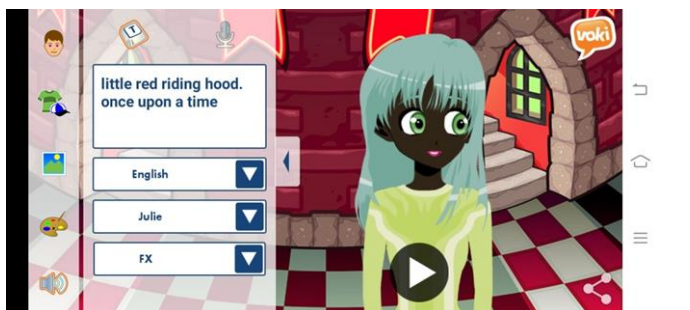 T
voki
little red riding hood.
once upon a time
English
Julie
FX